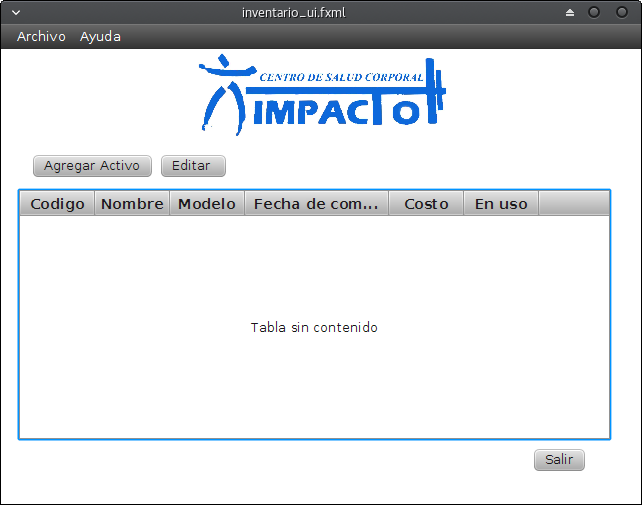 inventario_ui.fxml
Archivo Ayuda
CENTRO DE SALUD CORPORAL
IMPACTO
Agregar Activo Editar
Codigo Nombre Modelo Fecha de com... Costo En uso
Tabla sin contenido
Salir